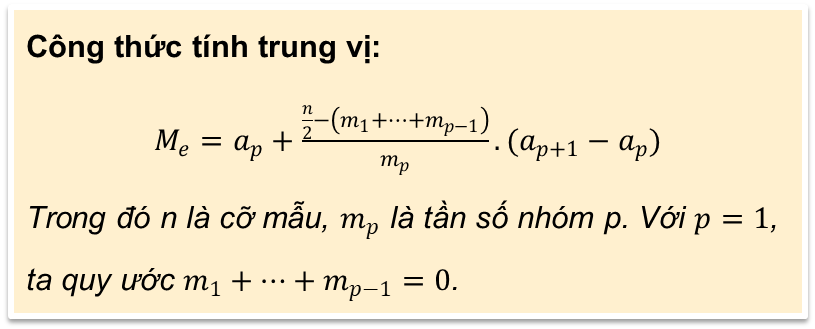 Công thức tính trung vị:
$M_e = a_p + \frac{\frac{n}{2}-(m_1+\cdots+m_{p-1})}{m_p}.(a_{p+1} - a_p)$
Trong đó n là cỡ mẫu, $m_p$ là tần số nhóm p. Với $p = 1$,
ta quy ước $m_1 + \cdots + m_{p-1} = 0$.